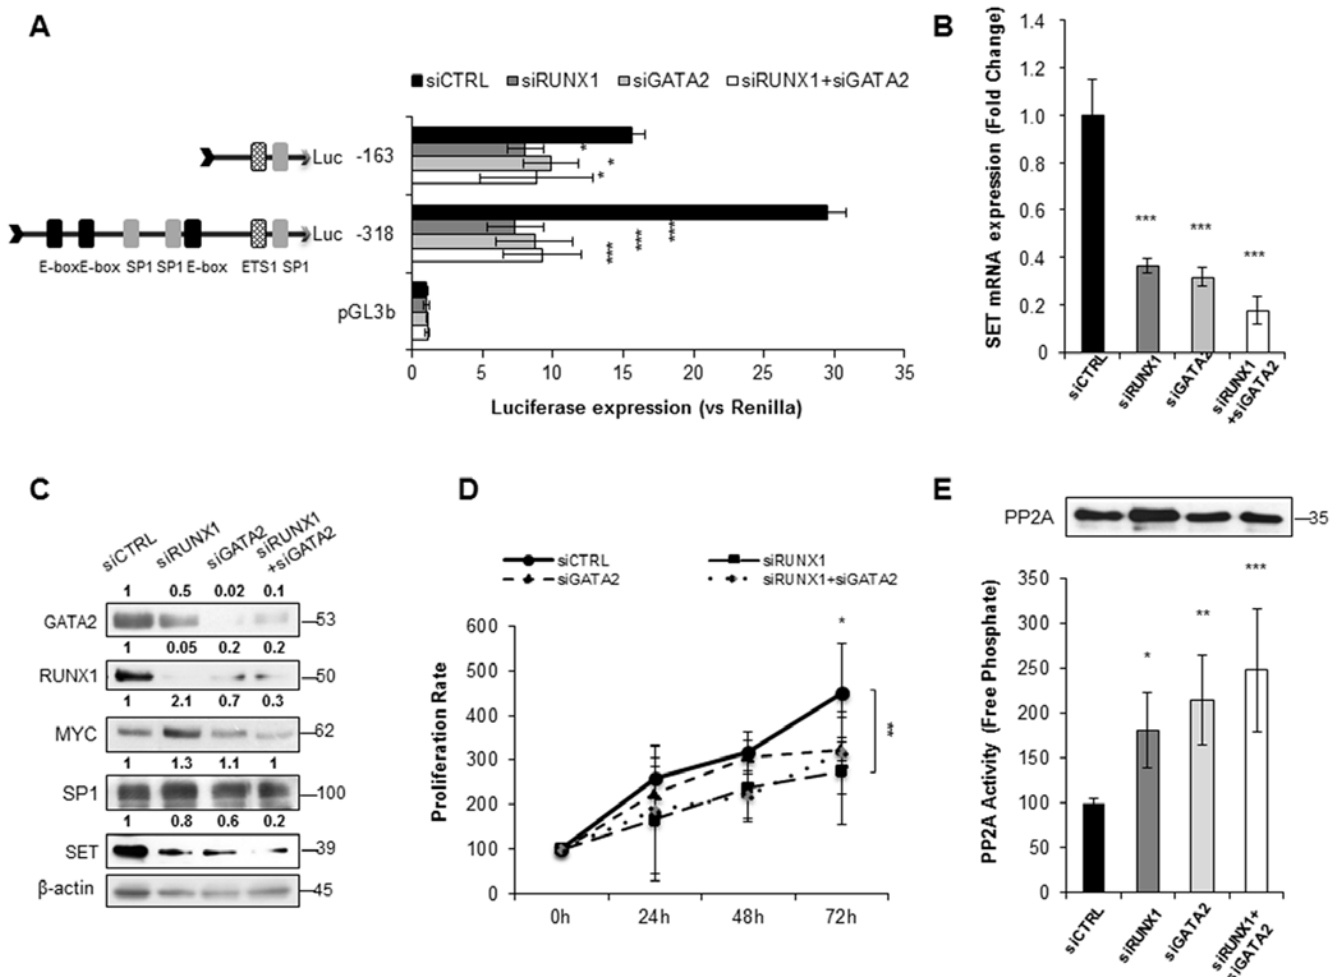 A
siCTRL siRUNX1 siGATA2 siRUNX1+siGATA2
Luc -163
Luc -318
E-boxE-box SP1 SP1 E-box ETS1 SP1
pGL3b
* * *
*** *** ***
0 5 10 15 20 25 30 35
Luciferase expression (vs Renilla)
B
SET mRNA expression (Fold Change)
1.4
1.2
1.0
0.8
0.6
0.4
0.2
0
*** *** ***
siCTRL siRUNX1 siGATA2 siRUNX1
+siGATA2
C
siCTRL siRUNX1 siGATA2 siRUNX1
+siGATA2
1 0.5 0.02 0.1
GATA2 53
1 0.05 0.2 0.2
RUNX1 50
1 2.1 0.7 0.3
MYC 62
1 1.3 1.1 1
SP1 100
1 0.8 0.6 0.2
SET 39
β-actin 45
D
siCTRL siRUNX1
siGATA2 siRUNX1+siGATA2
Proliferation Rate
600
500
400
300
200
100
0
*
**
0h 24h 48h 72h
E
PP2A 35
PP2A Activity (Free Phosphate)
350
300
250
200
150
100
50
0
* ** ***
siCTRL siRUNX1 siGATA2 siRUNX1+
siGATA2